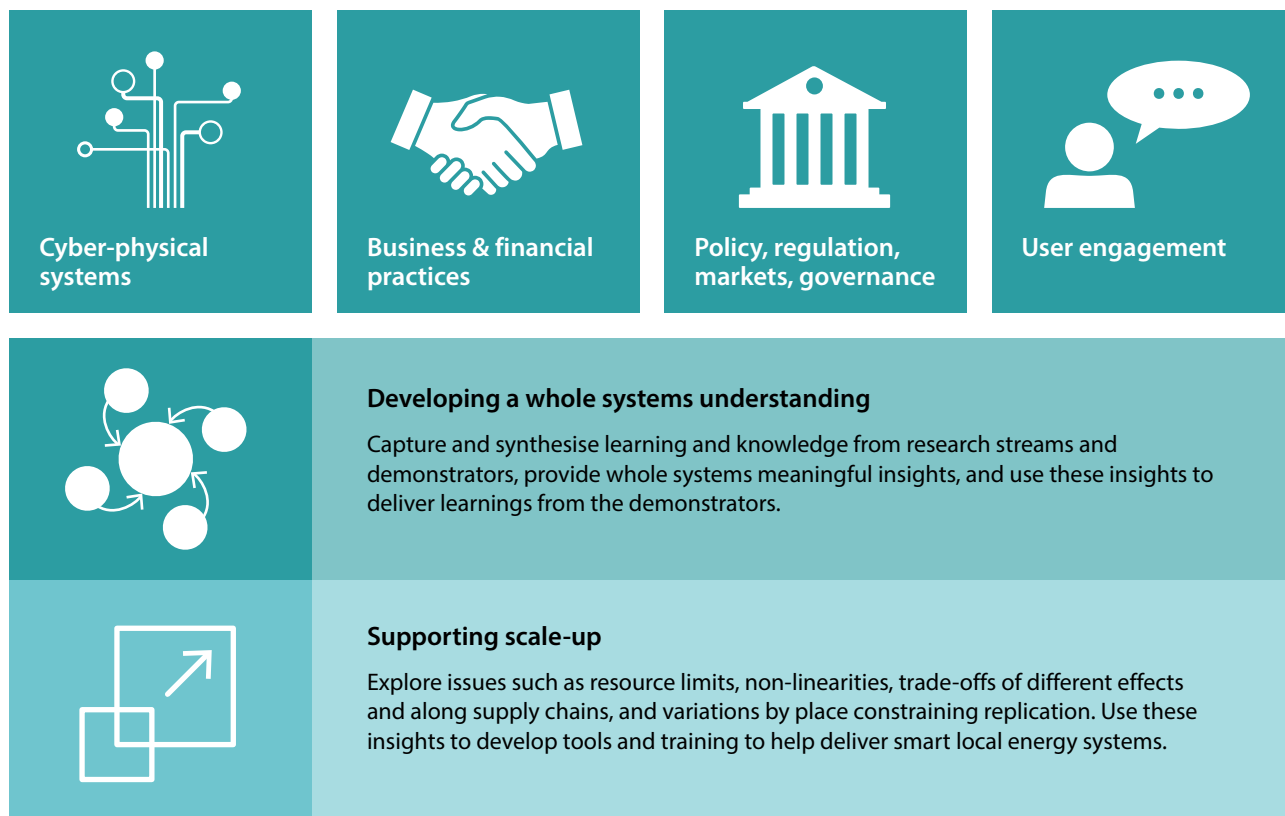 Cyber-physical
systems
Business & financial
practices
Policy, regulation,
markets, governance
User engagement
Developing a whole systems understanding
Capture and synthesise learning and knowledge from research streams and
demonstrators, provide whole systems meaningful insights, and use these insights to
deliver learnings from the demonstrators.
Supporting scale-up
Explore issues such as resource limits, non-linearities, trade-offs of different effects
and along supply chains, and variations by place constraining replication. Use these
insights to develop tools and training to help deliver smart local energy systems.